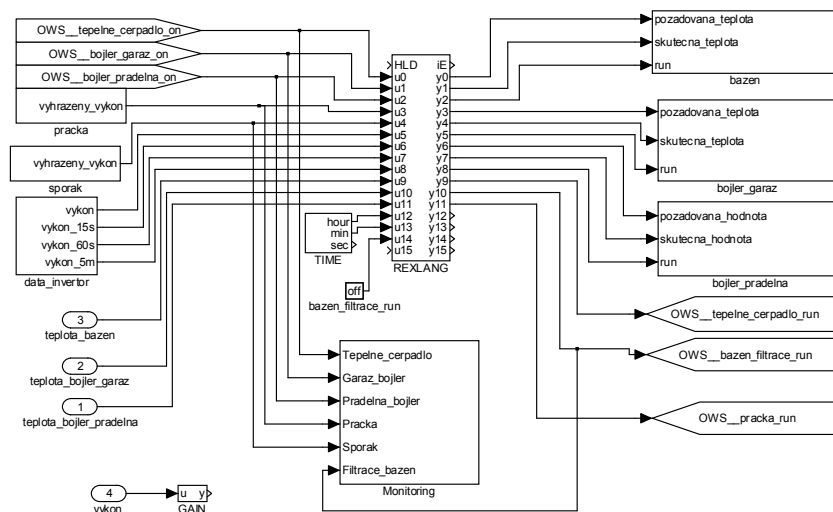 OWS__tepelne_cerpadlo_on
OWS__bojler_garaz_on
OWS__bojler_pradelna_on
vyhrazeny_vykon
pracka
vyhrazeny_vykon
sporak
vykon
vykon_15s
vykon_60s
vykon_5m
data_invertor
3
teplota_bazen
2
teplota_bojler_garaz
1
teplota_bojler_pradelna
4
vykon
u y
GAIN
hour
min
sec
TIME
off
bazen_filtrace_run
HLD iE
u0 y0
u1 y1
u2 y2
u3 y3
u4 y4
u5 y5
u6 y6
u7 y7
u8 y8
u9 y9
u10 y10
u11 y11
u12 y12
u13 y13
u14 y14
u15 y15
REXLANG
Tepelne_cerpadlo
Garaz_bojler
Pradelna_bojler
Pracka
Sporak
Filtrace_bazen
Monitoring
pozadovana_teplota
skutecna_teplota
run
bazen
pozadovana_teplota
skutecna_teplota
run
bojler_garaz
pozadovana_hodnota
skutecna_hodnota
run
bojler_pradelna
OWS__tepelne_cerpadlo_run
OWS__bazen_filtrace_run
OWS__pracka_run